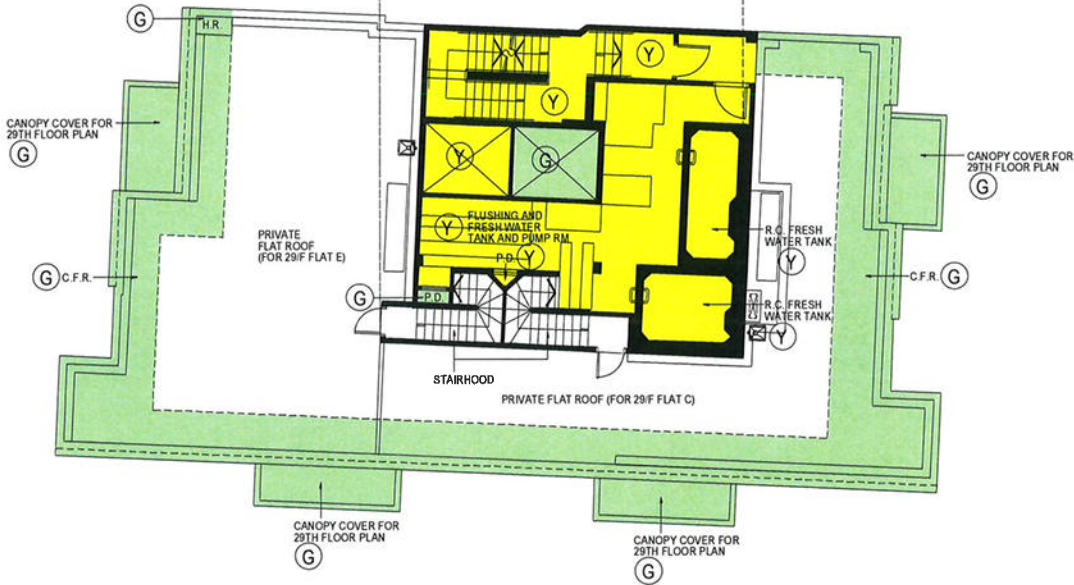 G
H.R.
Y
Y
CANOPY COVER FOR
29TH FLOOR PLAN
G
Y
G
CANOPY COVER FOR
29TH FLOOR PLAN
G
Y
FLUSHING AND
FRESH WATER
TANK AND PUMP RM
PRIVATE
FLAT ROOF
(FOR 29/F FLAT E)
R.C. FRESH
WATER TANK
Y
P.D.
Y
G
C.F.R.
C.F.R.
G
G
P.D.
R.C. FRESH
WATER TANK
Y
STAIRHOOD
PRIVATE FLAT ROOF (FOR 29/F FLAT C)
CANOPY COVER FOR
29TH FLOOR PLAN
G
CANOPY COVER FOR
29TH FLOOR PLAN
G